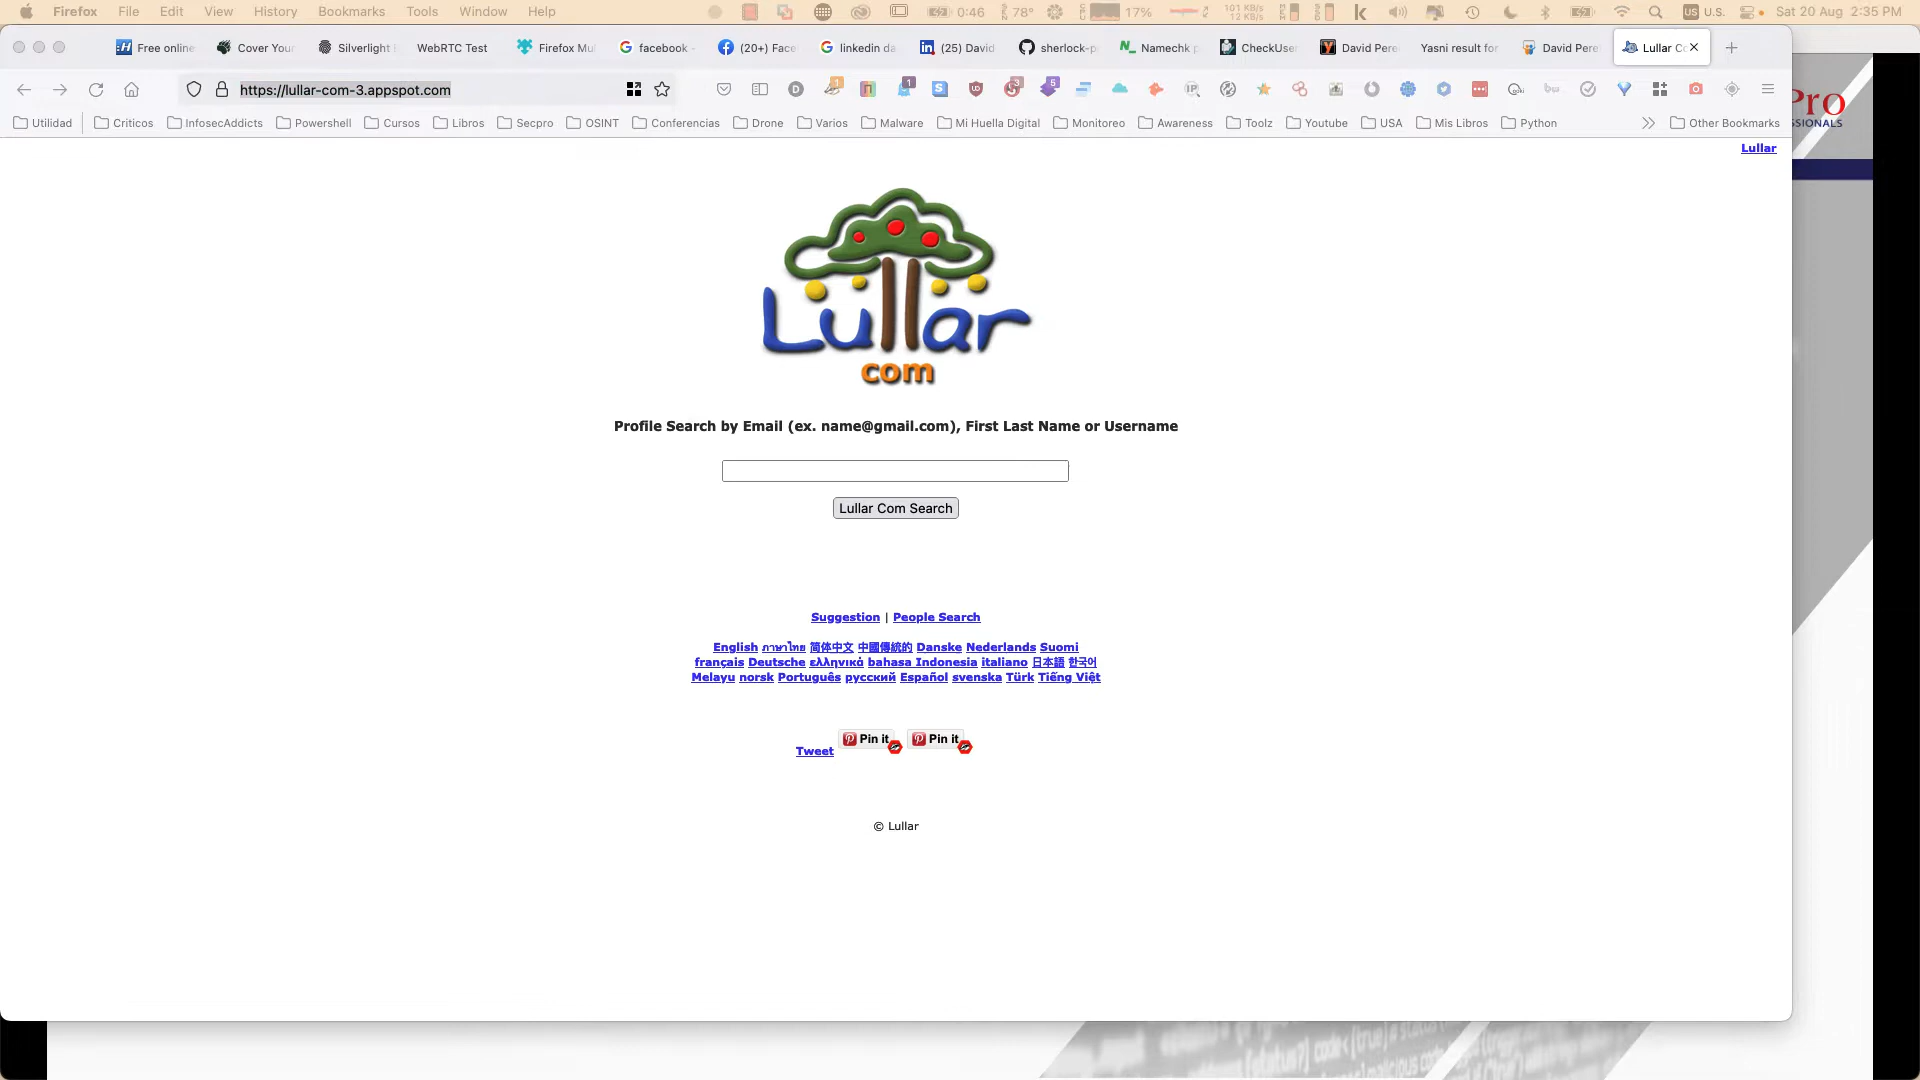 Firefox File Edit View History Bookmarks Tools Window Help 0:46 78° 17% 101 KB/s 12 KB/s U.S. Sat 20 Aug 2:35 PM
Free online Cover Your Silverlight WebRTC Test Firefox Mul facebook - (20+) Face linkedin da (25) David sherlock-p Namechk CheckUse David Pere Yasni result for David Pere Lullar C
https://lullar-com-3.appspot.com
Utilidad Criticos InfosecAddicts Powershell Cursos Libros Secpro OSINT Conferencias Drone Varios Malware Mi Huella Digital Monitoreo Awareness Toolz Youtube USA Mis Libros Python Other Bookmarks
Pro
SSIONALS
Lullar
Lullar
com
Profile Search by Email (ex. name@gmail.com), First Last Name or Username
Lullar Com Search
Suggestion | People Search
English ภาษาไทย 简体中文 中國傳統的 Danske Nederlands Suomi
français Deutsche ελληνικά bahasa Indonesia italiano 日本語 한국어
Melayu norsk Português русский Español svenska Türk Tiếng Việt
Tweet Pin it Pin it
© Lullar